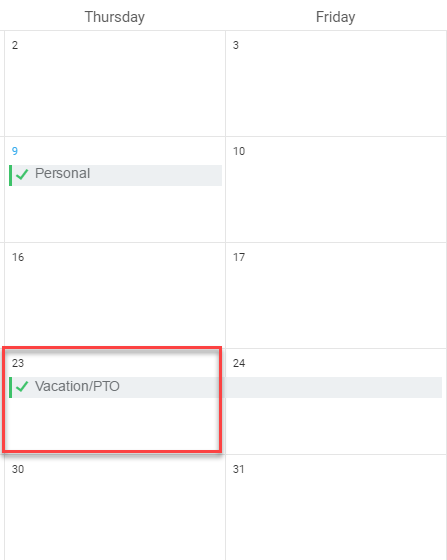 Thursday Friday
2 3
9 10
Personal
16 17
23 24
Vacation/PTO
30 31